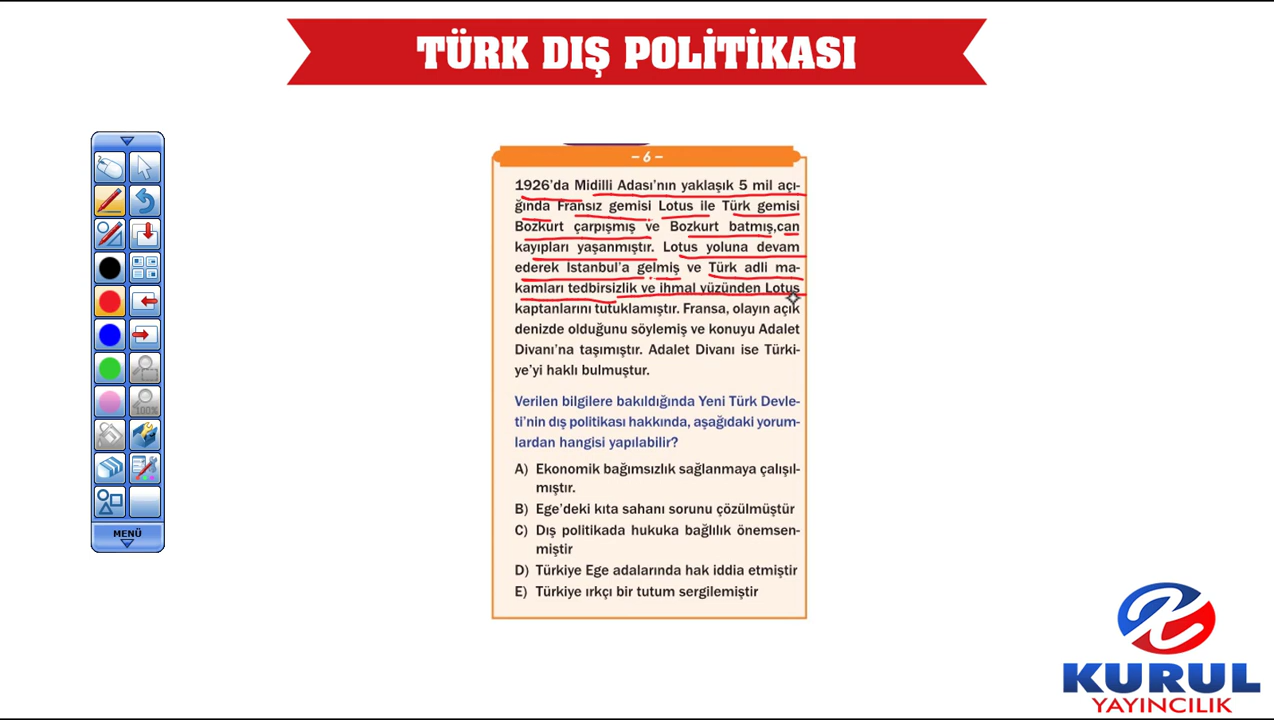 TÜRK DIŞ POLİTİKASI
– 6 –
1926'da Midilli Adası'nın yaklaşık 5 mil açı-
ğında Fransız gemisi Lotus ile Türk gemisi
Bozkurt çarpışmış ve Bozkurt batmış,can
kayıpları yaşanmıştır. Lotus yoluna devam
ederek Istanbul'a gelmiş ve Türk adli ma-
kamları tedbirsizlik ve ihmal yüzünden Lotus
kaptanlarını tutuklamıştır. Fransa, olayın açık
denizde olduğunu söylemiş ve konuyu Adalet
Divanı'na taşımıştır. Adalet Divanı ise Türki-
ye'yi haklı bulmuştur.
Verilen bilgilere bakıldığında Yeni Türk Devle-
ti'nin dış politikası hakkında, aşağıdaki yorum-
lardan hangisi yapılabilir?
A) Ekonomik bağımsızlık sağlanmaya çalışıl-
mıştır.
B) Ege'deki kıta sahanı sorunu çözülmüştür
C) Dış politikada hukuka bağlılık önemsen-
miştir
D) Türkiye Ege adalarında hak iddia etmiştir
E) Türkiye ırkçı bir tutum sergilemiştir
100%
MENÜ
KURUL
YAYINCILIK